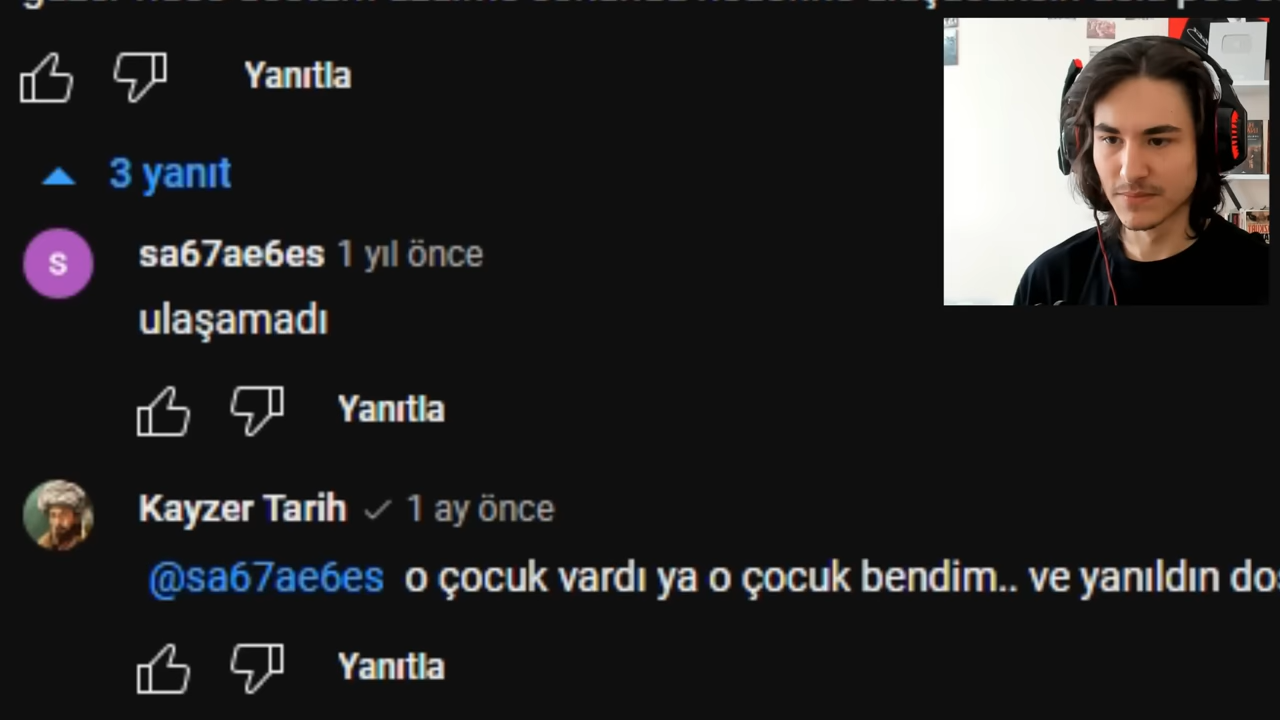 Yanıtla
3 yanıt
S
sa67ae6es 1 yıl önce
ulaşamadı
Yanıtla
Kayzer Tarih 1 ay önce
@sa67ae6es o çocuk vardı ya o çocuk bendim.. ve yanıldın
Yanıtla